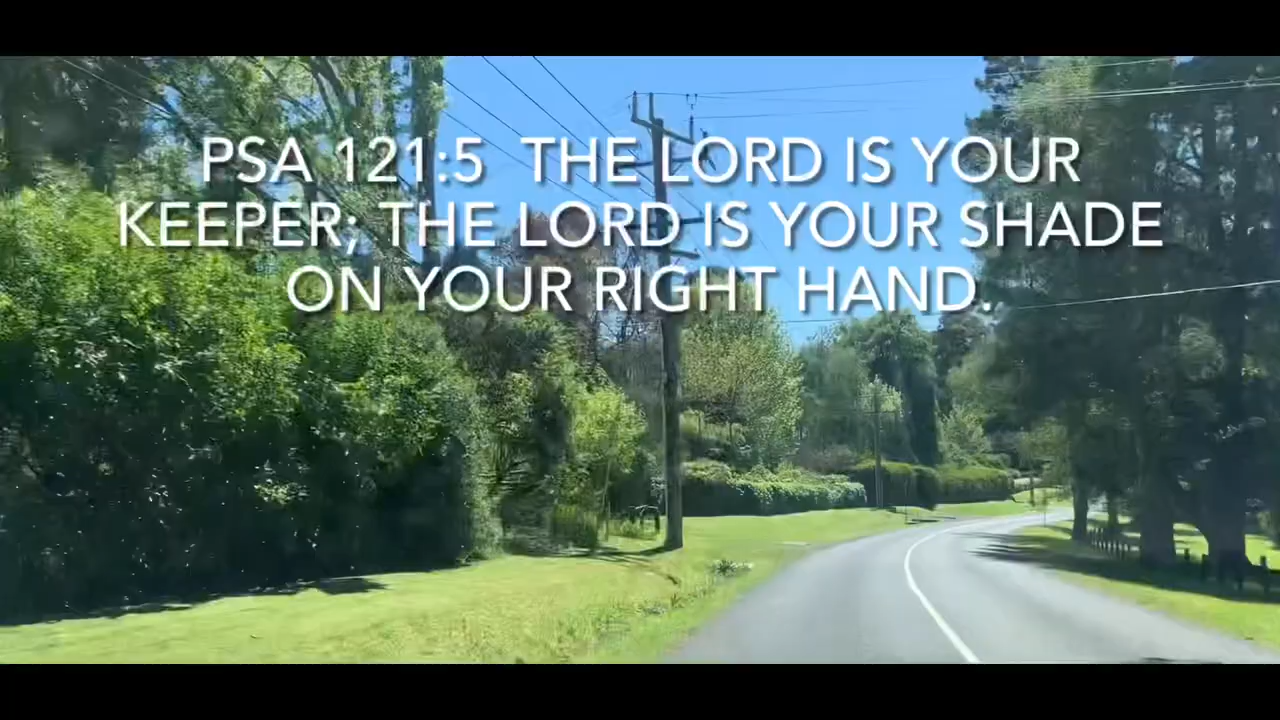 PSA 121:5 THE LORD IS YOUR
KEEPER; THE LORD IS YOUR SHADE
ON YOUR RIGHT HAND.